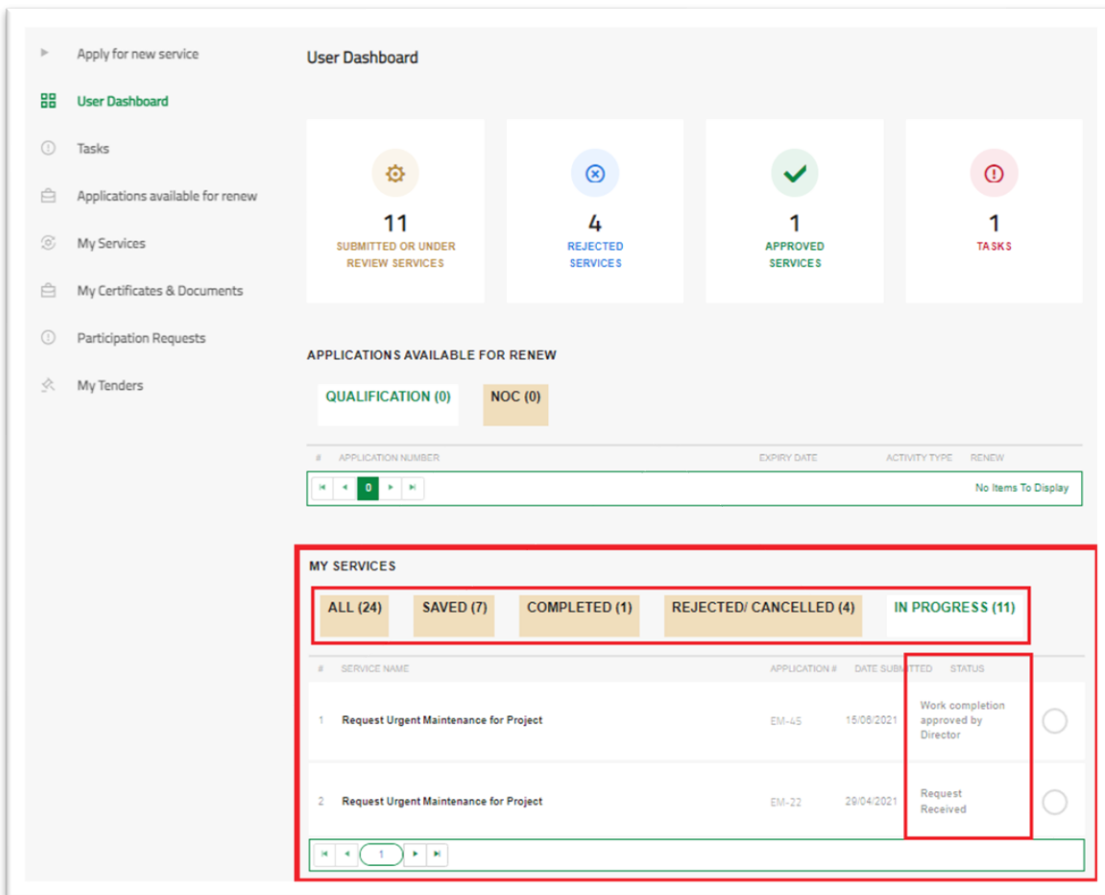 Apply for new service
User Dashboard
Tasks
Applications available for renew
My Services
My Certificates & Documents
Participation Requests
My Tenders
User Dashboard
11
SUBMITTED OR UNDER
REVIEW SERVICES
4
REJECTED
SERVICES
1
APPROVED
SERVICES
1
TASKS
APPLICATIONS AVAILABLE FOR RENEW
QUALIFICATION (0) NOC (0)
# APPLICATION NUMBER EXPIRY DATE ACTIVITY TYPE RENEW
0 No Items To Display
MY SERVICES
ALL (24) SAVED (7) COMPLETED (1) REJECTED/ CANCELLED (4) IN PROGRESS (11)
# SERVICE NAME APPLICATION # DATE SUBMITTED STATUS
1 Request Urgent Maintenance for Project EM-45 15/06/2021 Work completion
approved by
Director
2 Request Urgent Maintenance for Project EM-22 29/04/2021 Request
Received
1